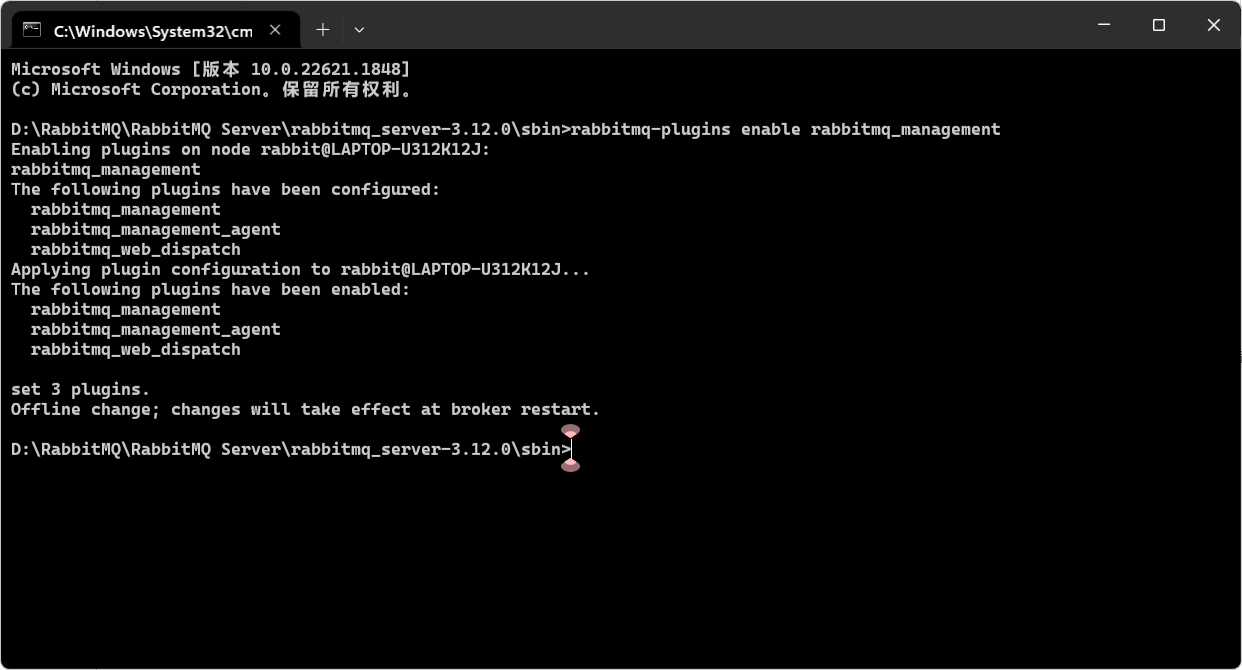 C:\Windows\System32\cm
Microsoft Windows [版本 10.0.22621.1848]
(c) Microsoft Corporation。保留所有权利。
D:\RabbitMQ\RabbitMQ Server\rabbitmq_server-3.12.0\sbin>rabbitmq-plugins enable rabbitmq_management
Enabling plugins on node rabbit@LAPTOP-U312K12J:
rabbitmq_management
The following plugins have been configured:
  rabbitmq_management
  rabbitmq_management_agent
  rabbitmq_web_dispatch
Applying plugin configuration to rabbit@LAPTOP-U312K12J...
The following plugins have been enabled:
  rabbitmq_management
  rabbitmq_management_agent
  rabbitmq_web_dispatch
set 3 plugins.
Offline change; changes will take effect at broker restart.
D:\RabbitMQ\RabbitMQ Server\rabbitmq_server-3.12.0\sbin>